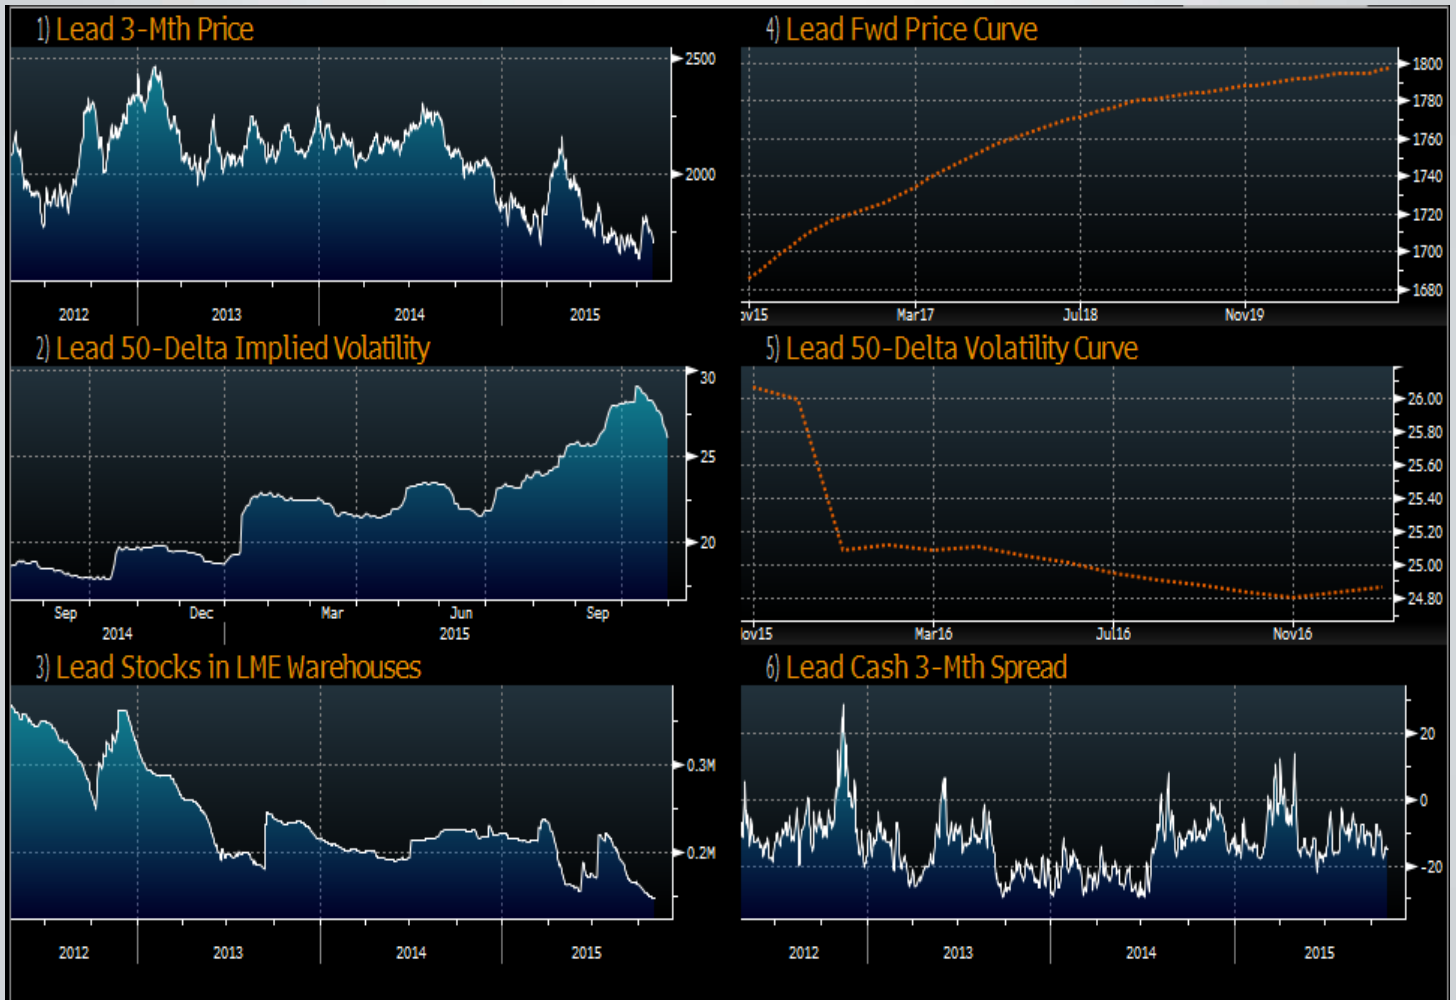 1) Lead 3-Mth Price
2500
2000
2012 2013 2014 2015
2) Lead 50-Delta Implied Volatility
30
25
20
Sep Dec Mar Jun Sep
2014 2015
3) Lead Stocks in LME Warehouses
0.3M
0.2M
2012 2013 2014 2015
4) Lead Fwd Price Curve
1800
1780
1760
1740
1720
1700
1680
ov15 Mar17 Jul18 Nov19
5) Lead 50-Delta Volatility Curve
26.00
25.80
25.60
25.40
25.20
25.00
24.80
ov15 Mar16 Jul16 Nov16
6) Lead Cash 3-Mth Spread
20
0
-20
2012 2013 2014 2015